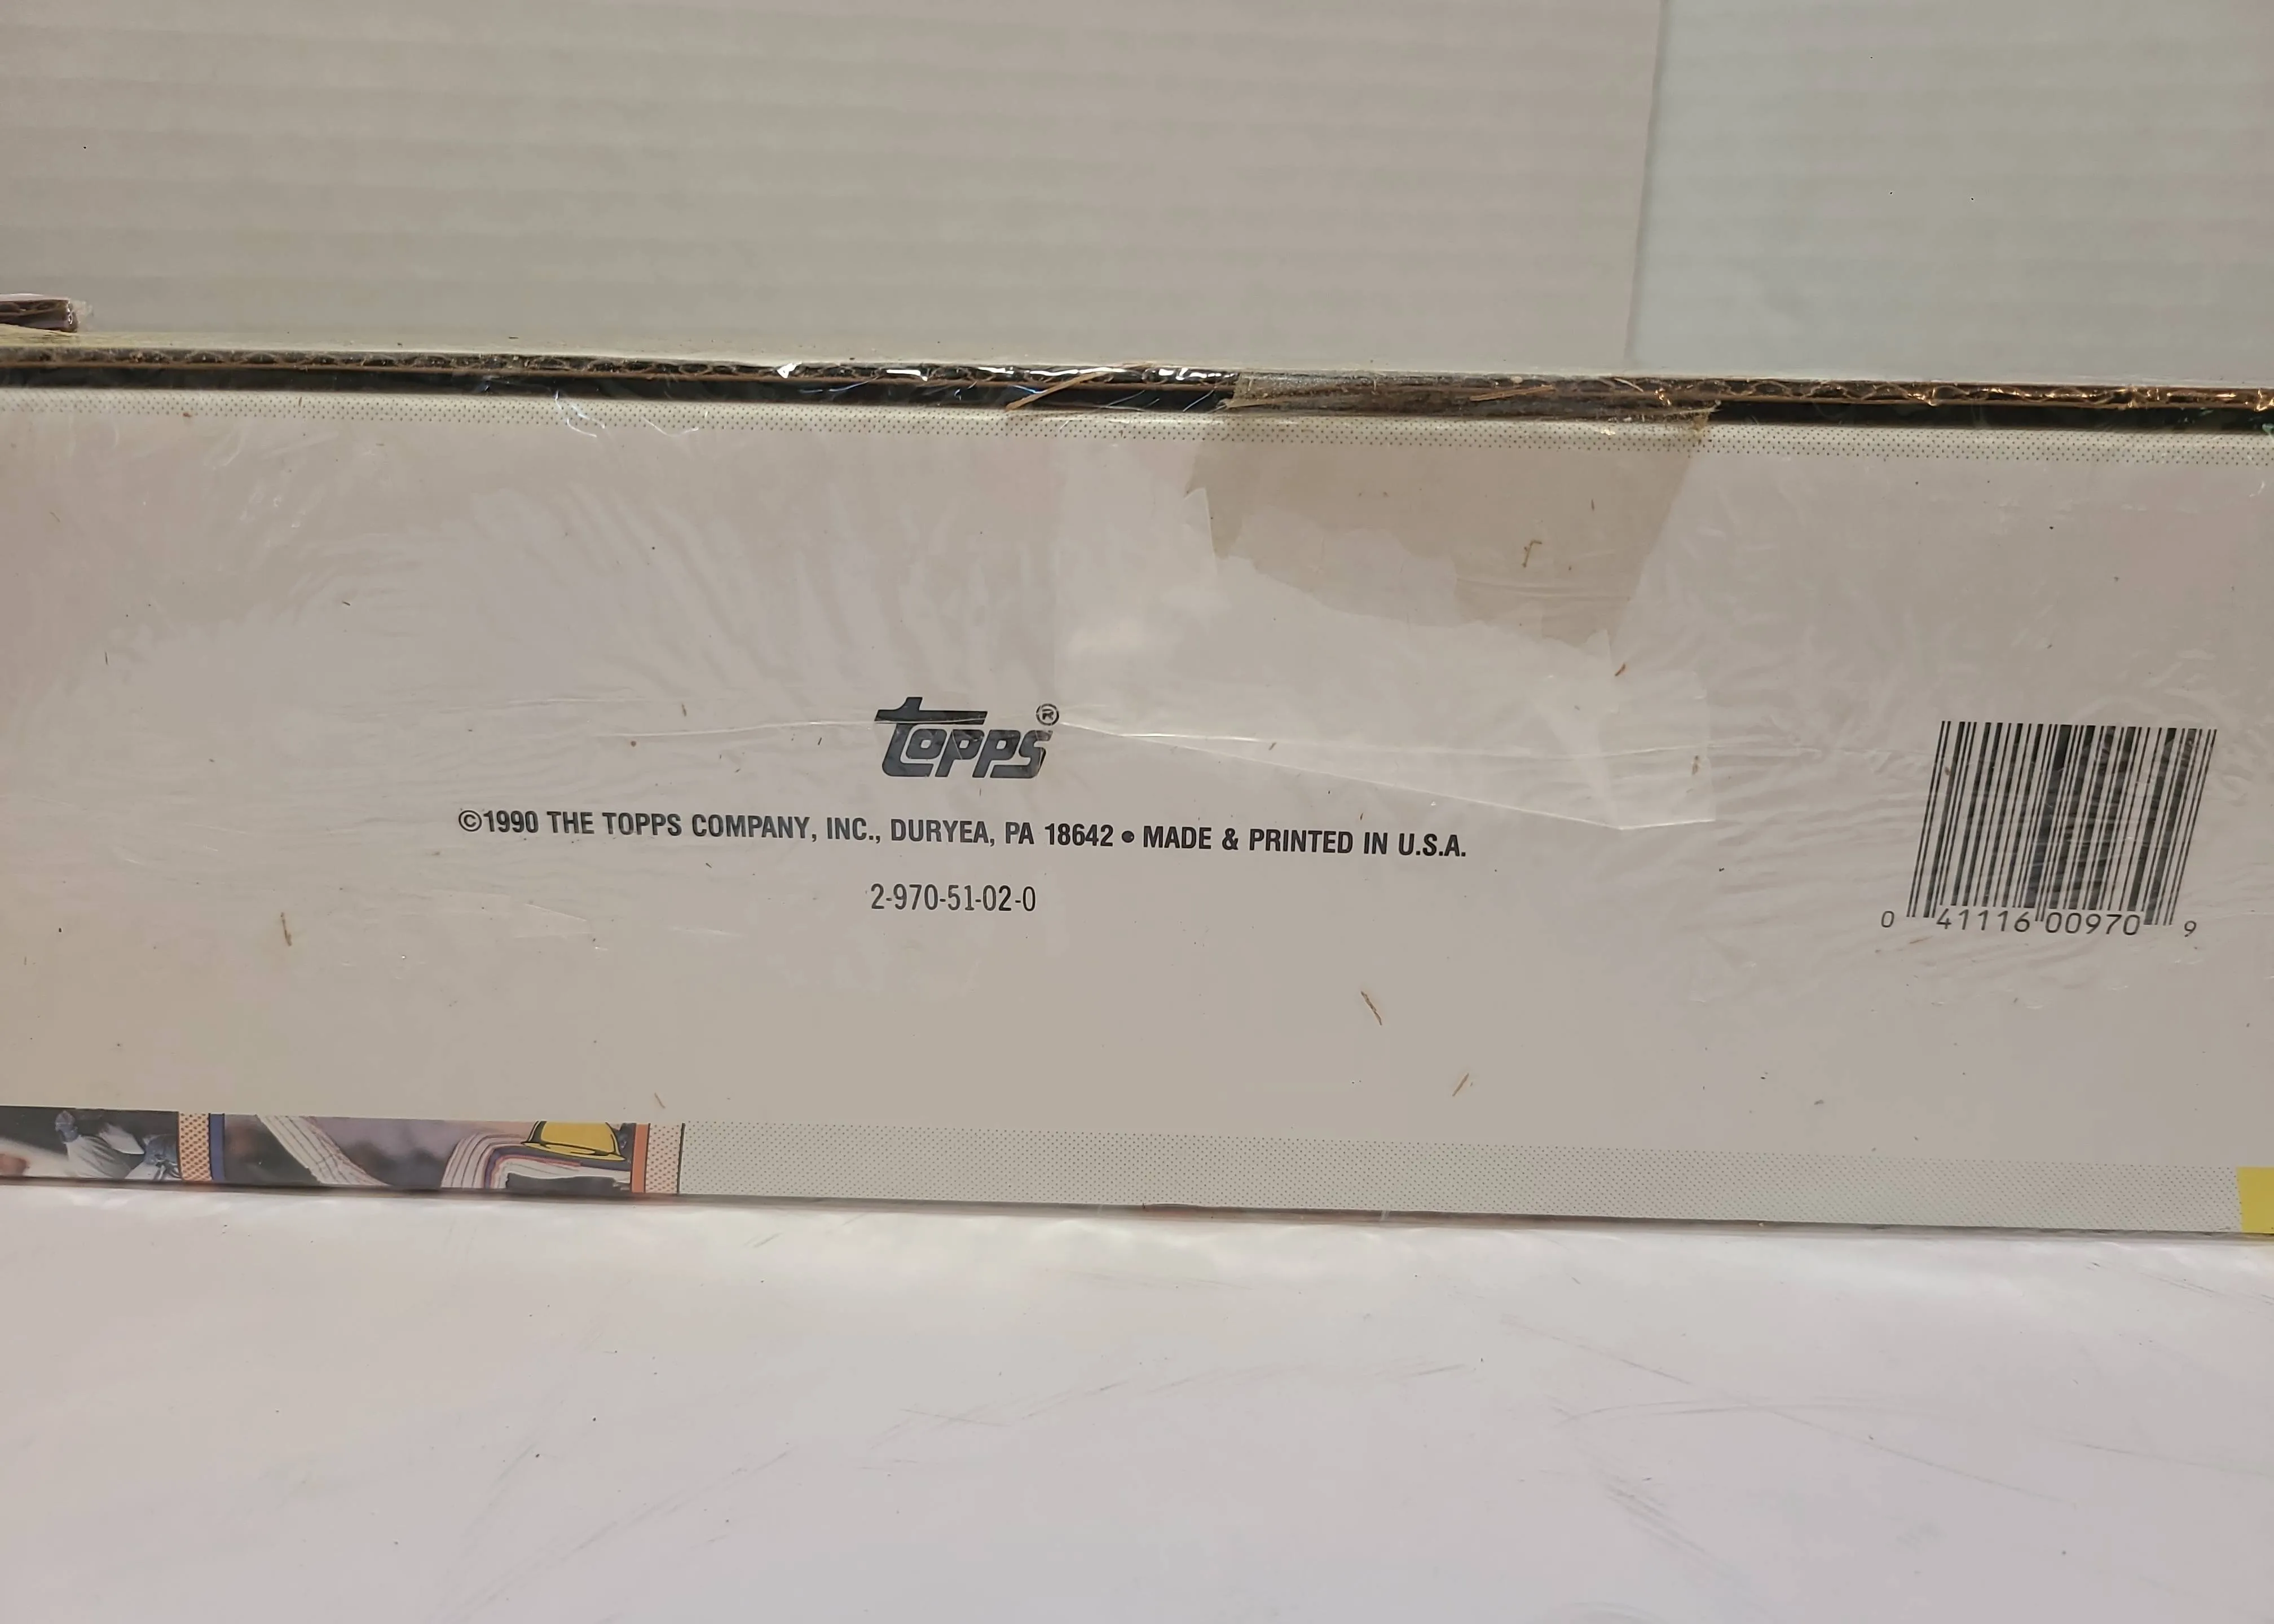 topps®
©1990 THE TOPPS COMPANY, INC., DURYEA, PA 18642 • MADE & PRINTED IN U.S.A.
2-970-51-02-0
0 41116 00970 9